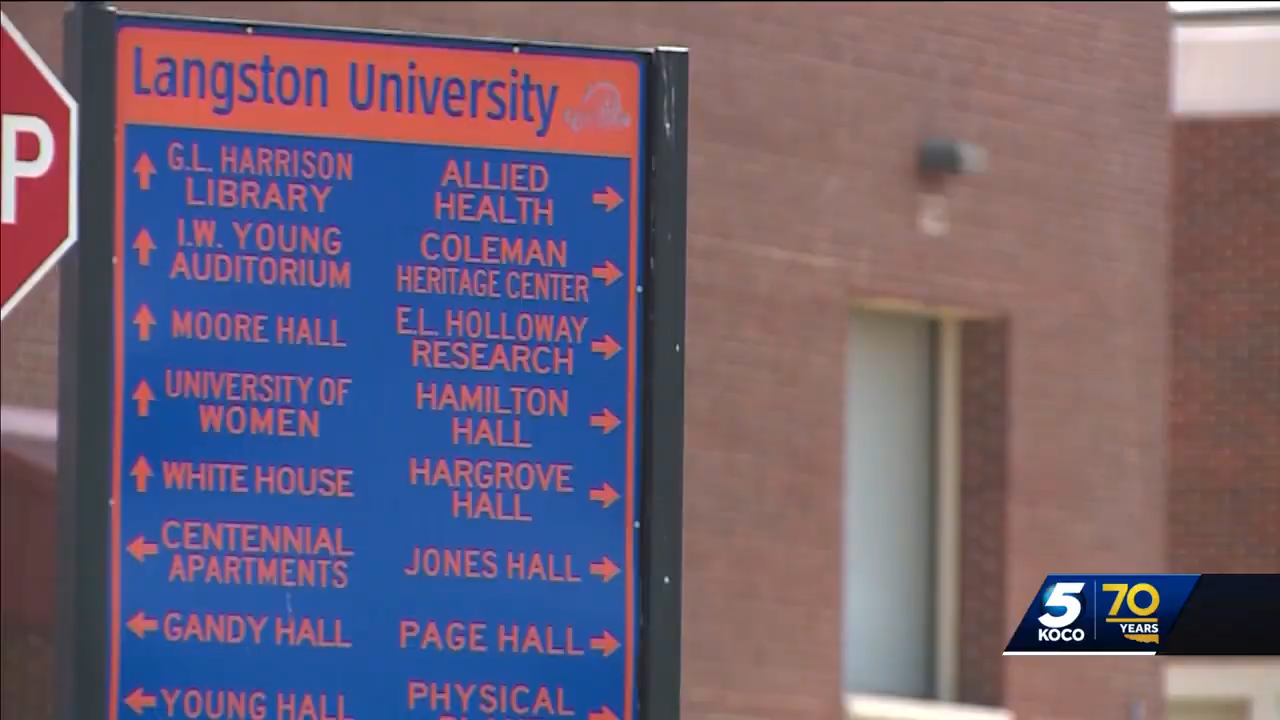 P
Langston University
G.L. HARRISON
LIBRARY
I.W. YOUNG
AUDITORIUM
MOORE HALL
UNIVERSITY OF
WOMEN
WHITE HOUSE
CENTENNIAL
APARTMENTS
GANDY HALL
YOUNG HALL
ALLIED
HEALTH
COLEMAN
HERITAGE CENTER
E.L. HOLLOWAY
RESEARCH
HAMILTON
HALL
HARGROVE
HALL
JONES HALL
PAGE HALL
PHYSICAL
5
KOCO
70
YEARS